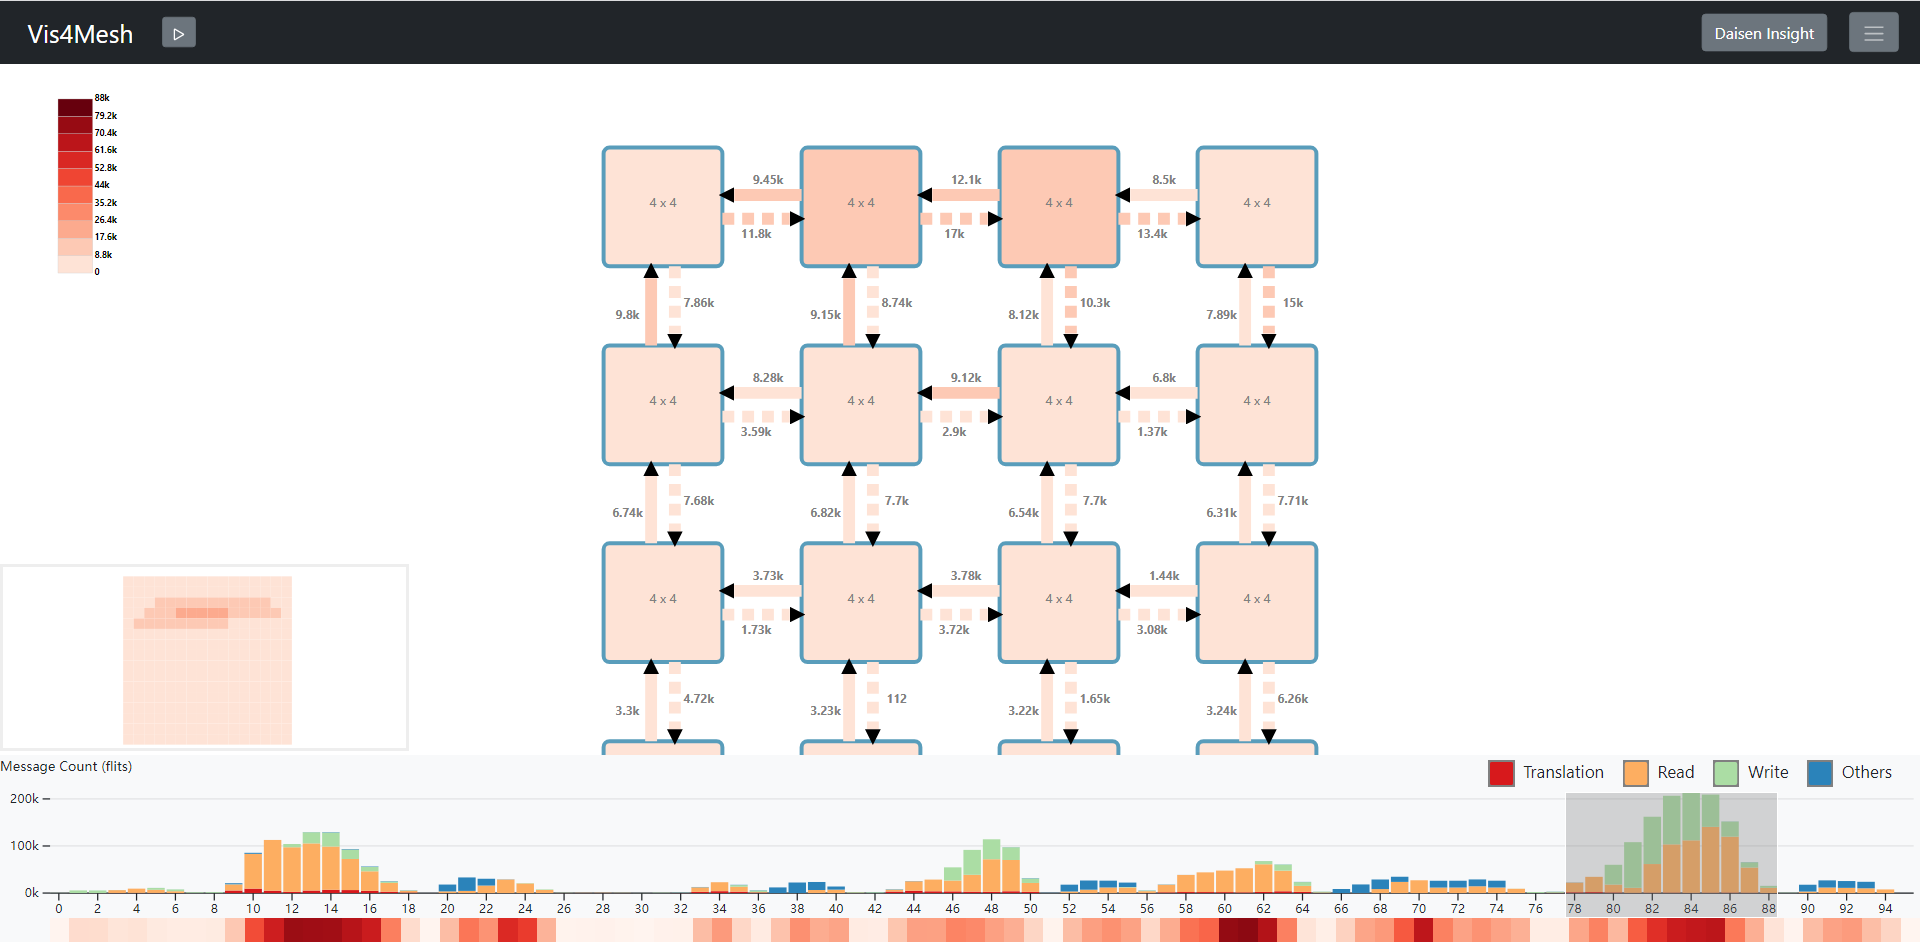 Vis4Mesh
Daisen Insight
88k
79.2k
70.4k
61.6k
52.8k
44k
35.2k
26.4k
17.6k
8.8k
0
4 x 4 4 x 4 4 x 4 4 x 4
9.45k 12.1k 8.5k
11.8k 17k 13.4k
7.86k 8.74k 10.3k 15k
9.8k 9.15k 8.12k 7.89k
8.28k 9.12k 6.8k
4 x 4 4 x 4 4 x 4 4 x 4
3.59k 2.9k 1.37k
7.68k 7.7k 7.7k 7.71k
6.74k 6.82k 6.54k 6.31k
3.73k 3.78k 1.44k
4 x 4 4 x 4 4 x 4 4 x 4
1.73k 3.72k 3.08k
4.72k 112 1.65k 6.26k
3.3k 3.23k 3.22k 3.24k
Message Count (flits)
Translation Read Write Others
200k
100k
0k
0 2 4 6 8 10 12 14 16 18 20 22 24 26 28 30 32 34 36 38 40 42 44 46 48 50 52 54 56 58 60 62 64 66 68 70 72 74 76 78 80 82 84 86 88 90 92 94